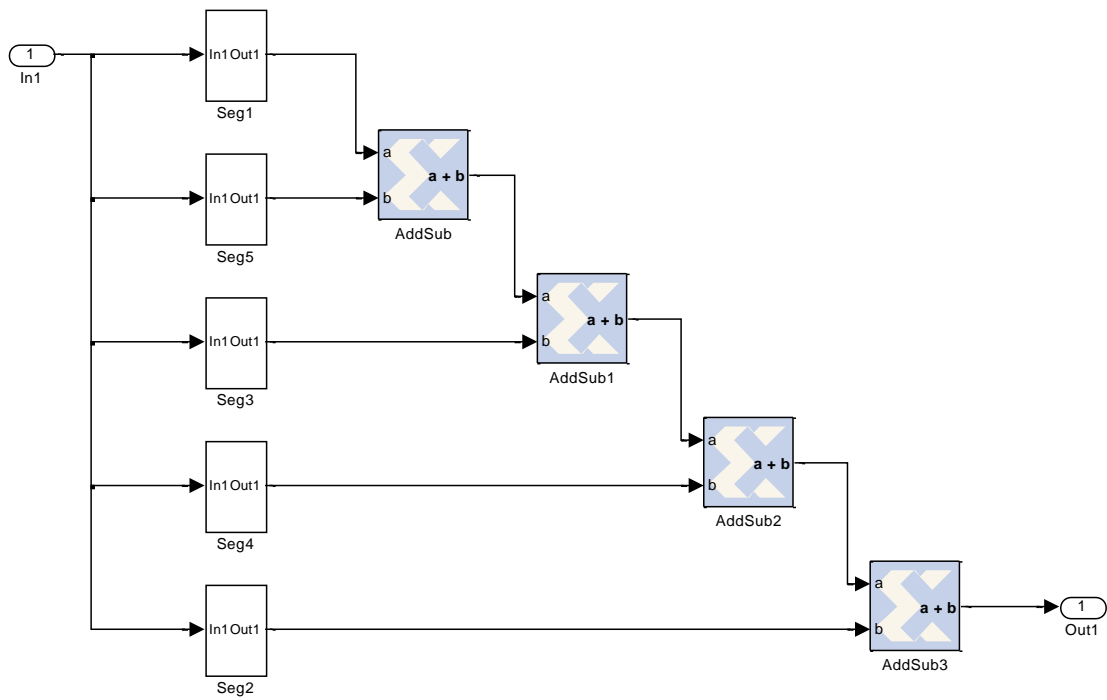 1
In1
In1 Out1
Seg1
a
b
a + b
AddSub
In1 Out1
Seg5
a
b
a + b
AddSub1
In1 Out1
Seg3
a
b
a + b
AddSub2
In1 Out1
Seg4
a
b
a + b
AddSub3
1
Out1
In1 Out1
Seg2